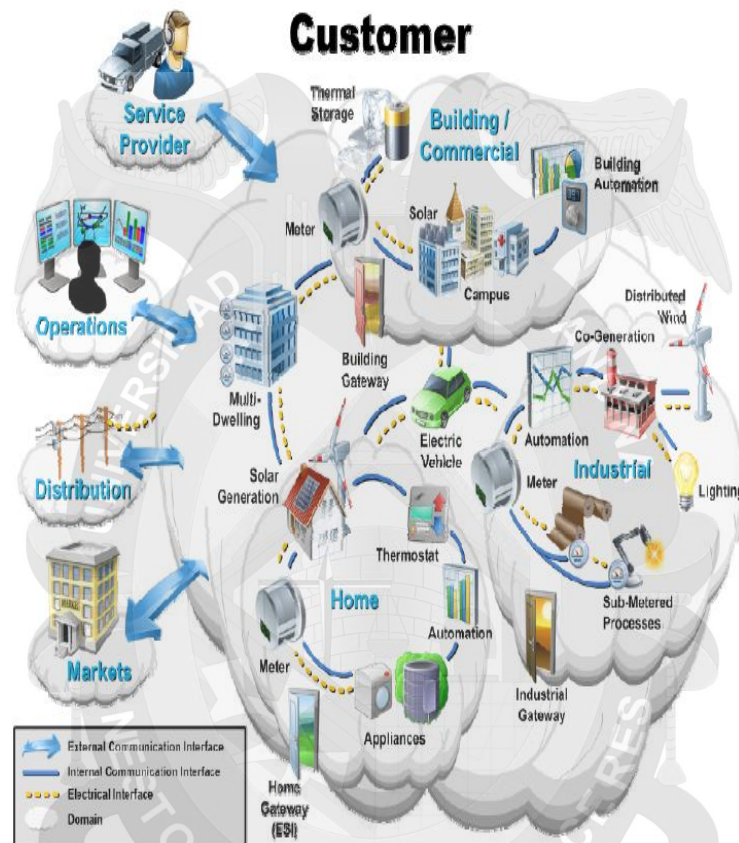 Customer
Service
Provider
Thermal
Storage
Building /
Commercial
Building
Automation
Meter
Solar
Campus
Operations
Multi-
Dwelling
Building
Gateway
Electric
Vehicle
Distributed
Wind
Co-Generation
Automation
Industrial
Meter
Lighting
Distribution
Solar
Generation
Thermostat
Home
Sub-Metered
Processes
Meter
Automation
Markets
Appliances
Industrial
Gateway
Home
Gateway
(ESI)
External Communication Interface
Internal Communication Interface
Electrical Interface
Domain